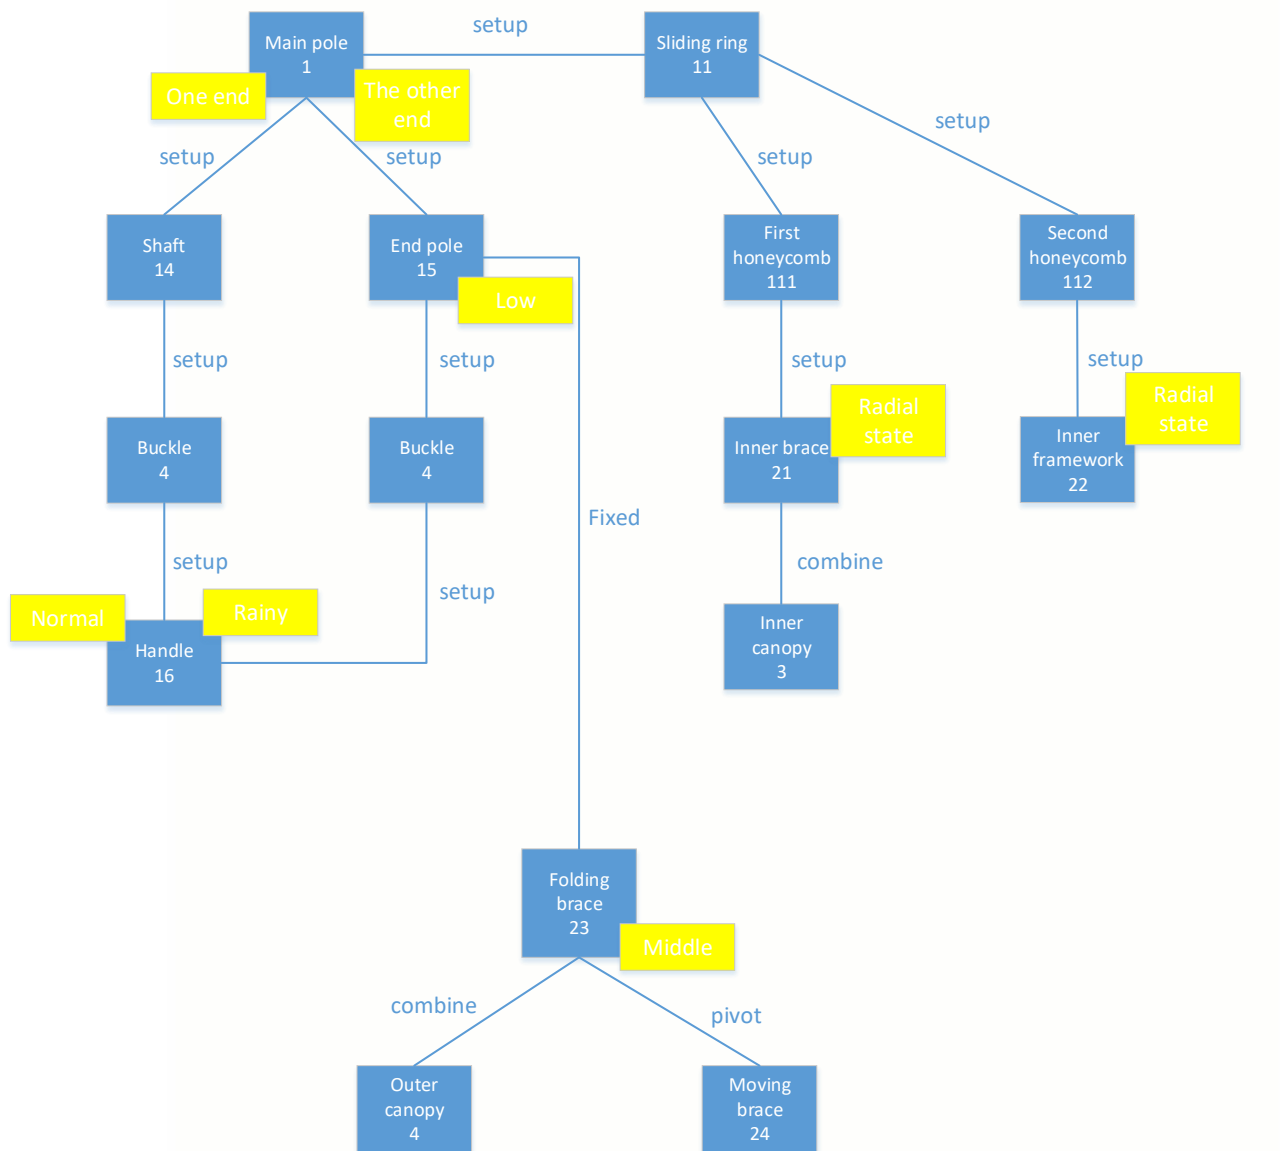 setup
Main pole
1
Sliding ring
11
One end
The other
end
setup
setup
setup
setup
Shaft
14
End pole
15
Low
First
honeycomb
111
Second
honeycomb
112
setup
setup
setup
setup
Radial
state
Radial
state
Buckle
4
Buckle
4
Inner brace
21
Inner
framework
22
Fixed
setup
setup
combine
Normal
Rainy
Handle
16
Inner
canopy
3
Folding
brace
23
Middle
combine
pivot
Outer
canopy
4
Moving
brace
24